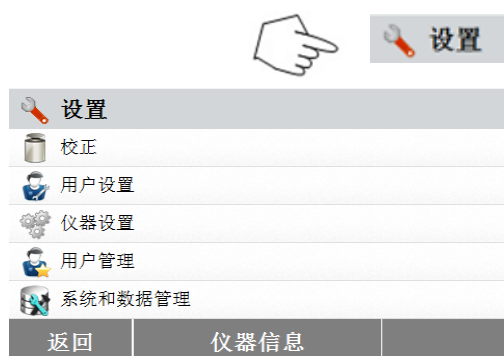 设置
设置
校正
用户设置
仪器设置
用户管理
系统和数据管理
返回 仪器信息